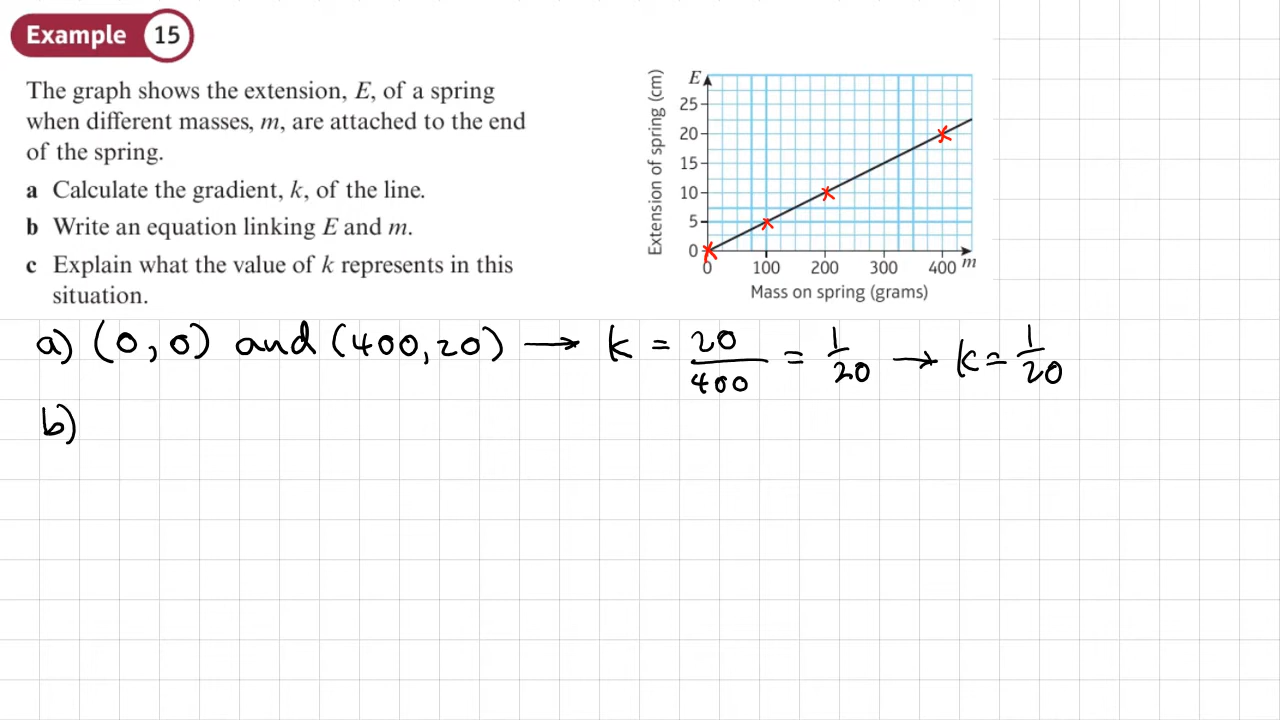 Example 15
The graph shows the extension, E, of a spring
when different masses, m, are attached to the end
of the spring.
a Calculate the gradient, k, of the line.
b Write an equation linking E and m.
c Explain what the value of k represents in this
situation.
Extension of spring (cm)
E
25
20
15
10
5
0
0 100 200 300 400 m
Mass on spring (grams)
a) (0,0) and (400,20) → k = 20/400 = 1/20 → k = 1/20
b)